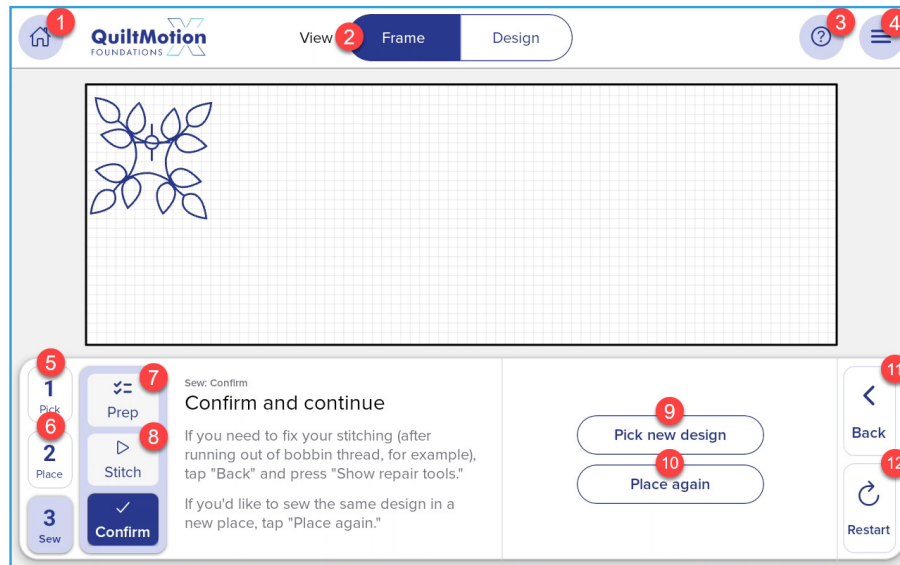 1
QuiltMotion X
FOUNDATIONS
View
2
Frame
Design
?
3
4
5
1
Pick
6
2
Place
3
Sew
7
Prep
8
Stitch
Confirm
Sew: Confirm
Confirm and continue
If you need to fix your stitching (after
running out of bobbin thread, for example),
tap "Back" and press "Show repair tools."
If you'd like to sew the same design in a
new place, tap "Place again."
9
Pick new design
10
Place again
11
Back
12
Restart